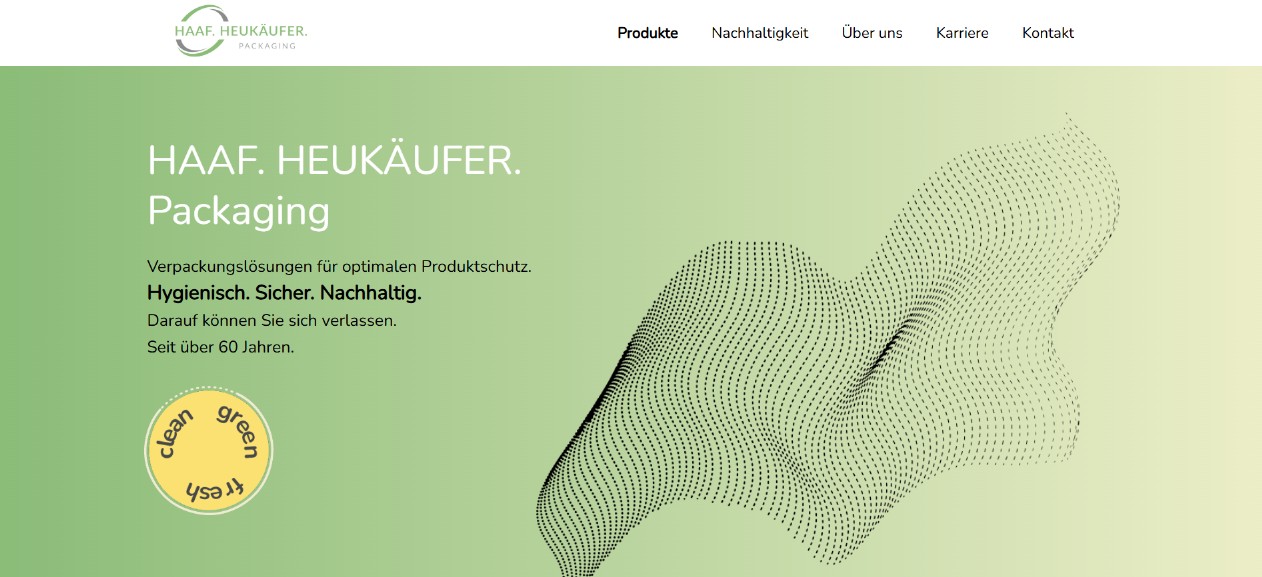 HAAF. HEUKÄUFER.
PACKAGING
Produkte
Nachhaltigkeit
Über uns
Karriere
Kontakt
HAAF. HEUKÄUFER.
Packaging
Verpackungslösungen für optimalen Produktschutz.
Hygienisch. Sicher. Nachhaltig.
Darauf können Sie sich verlassen.
Seit über 60 Jahren.
clean
green
fresh